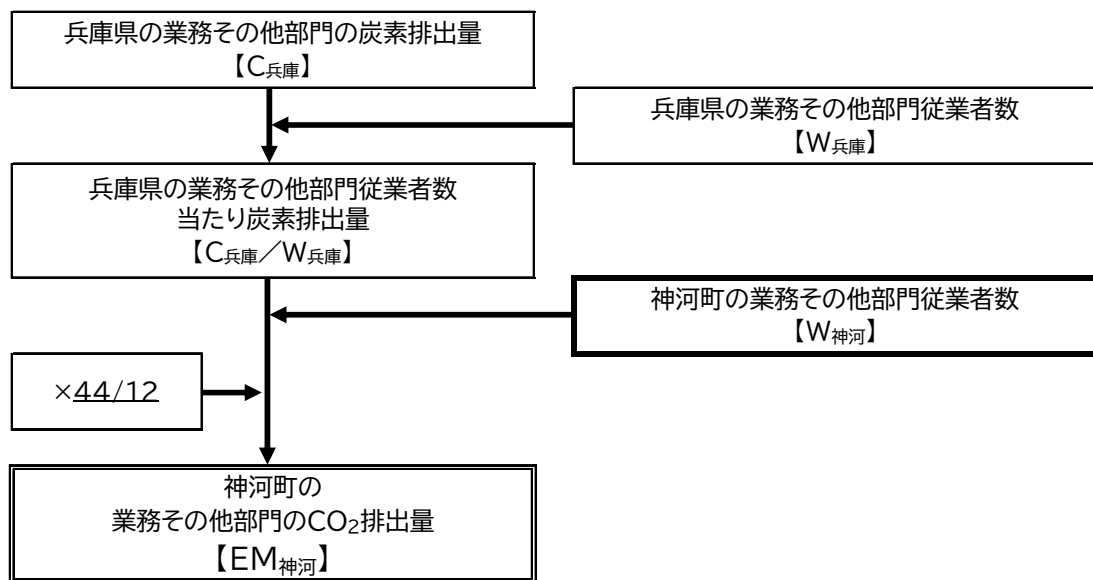 兵庫県の業務その他部門の炭素排出量
【C兵庫】
兵庫県の業務その他部門従業者数
【W兵庫】
兵庫県の業務その他部門従業者数
当たり炭素排出量
【C兵庫／W兵庫】
神河町の業務その他部門従業者数
【W神河】
×44/12
神河町の
業務その他部門のCO₂排出量
【EM神河】